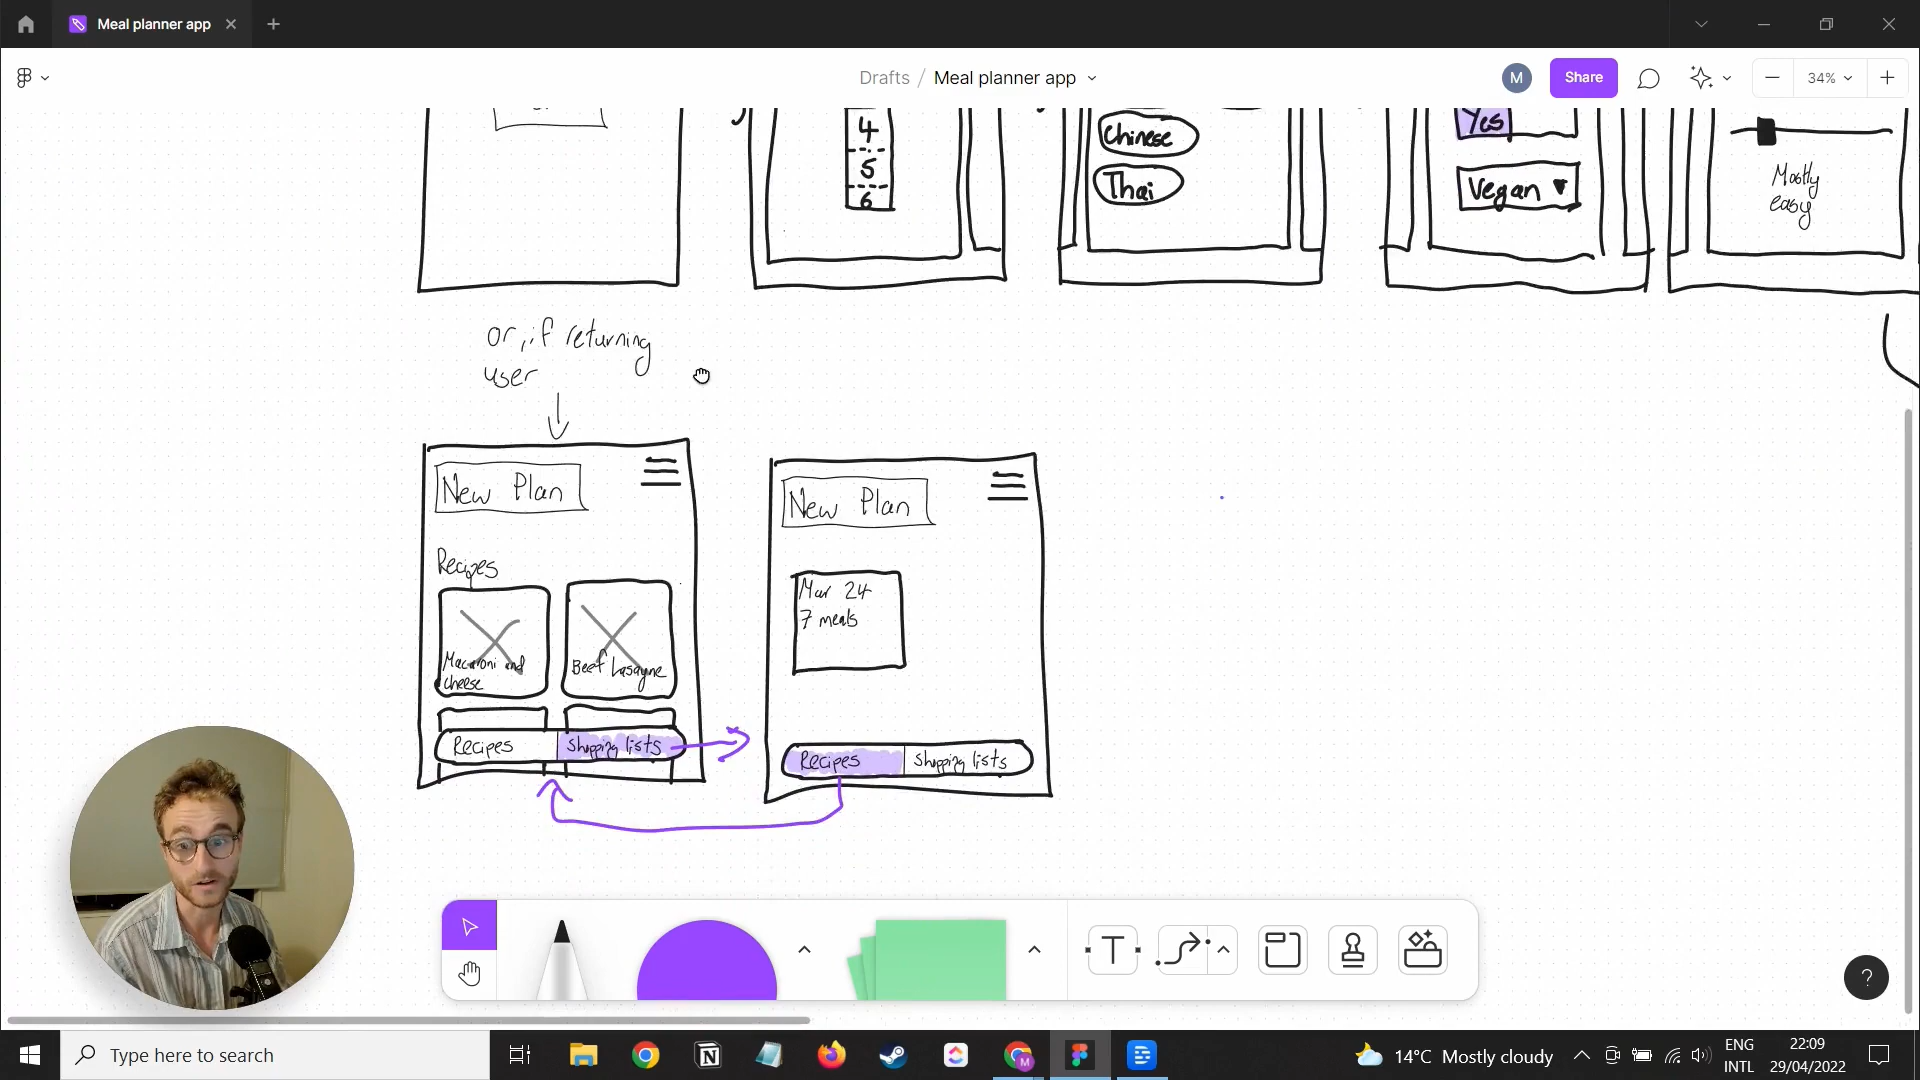 Meal planner app
Drafts / Meal planner app
M
Share
34%
4
5
6
Chinese
Thai
Yes
Vegan
Mostly
easy
or, if returning
user
New Plan
Recipes
Macaroni and
cheese
Beef Lasagne
Recipes
Shopping lists
New Plan
Mar 24
7 meals
Recipes
Shopping lists
T
?
Type here to search
14°C Mostly cloudy
ENG
INTL
22:09
29/04/2022